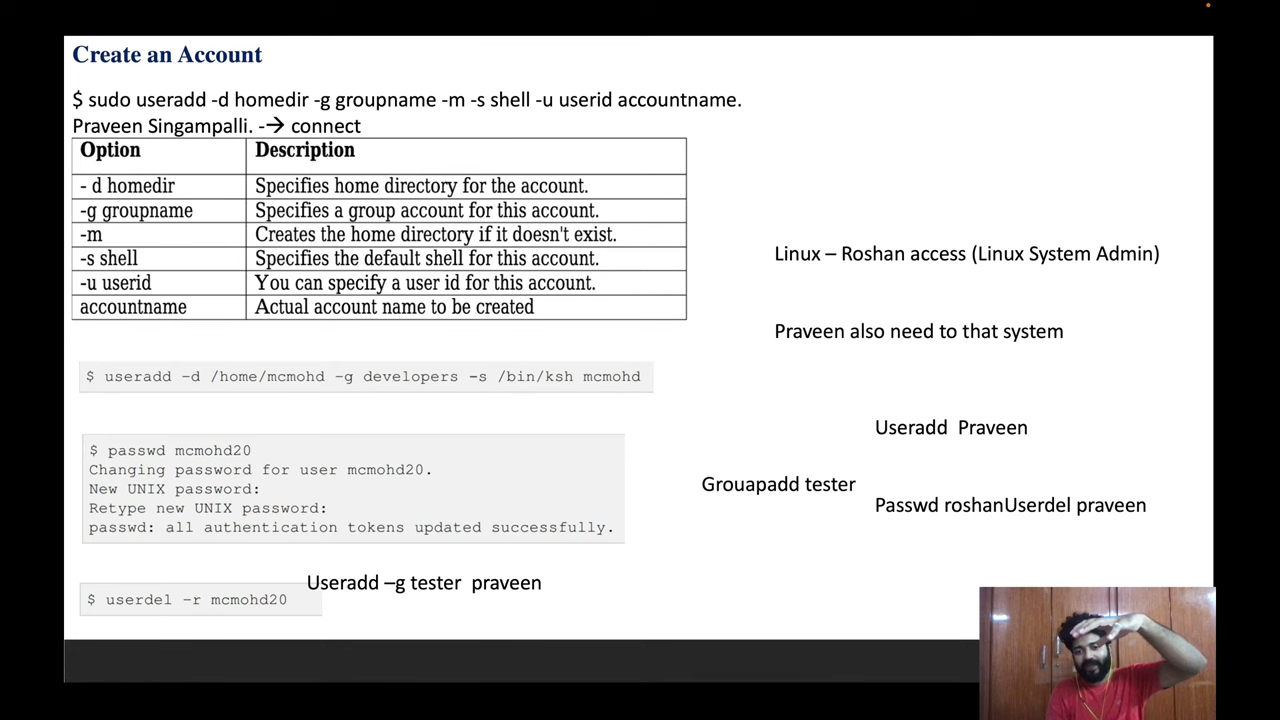 Create an Account
$ sudo useradd -d homedir -g groupname -m -s shell -u userid accountname.
Praveen Singampalli. -→ connect
Option Description
- d homedir Specifies home directory for the account.
-g groupname Specifies a group account for this account.
-m Creates the home directory if it doesn't exist.
-s shell Specifies the default shell for this account.
-u userid You can specify a user id for this account.
accountname Actual account name to be created
Linux – Roshan access (Linux System Admin)
Praveen also need to that system
$ useradd -d /home/mcmohd -g developers -s /bin/ksh mcmohd
Useradd Praveen
$ passwd mcmohd20
Changing password for user mcmohd20.
New UNIX password:
Retype new UNIX password:
passwd: all authentication tokens updated successfully.
Grouapadd tester
Passwd roshanUserdel praveen
Useradd –g tester praveen
$ userdel -r mcmohd20